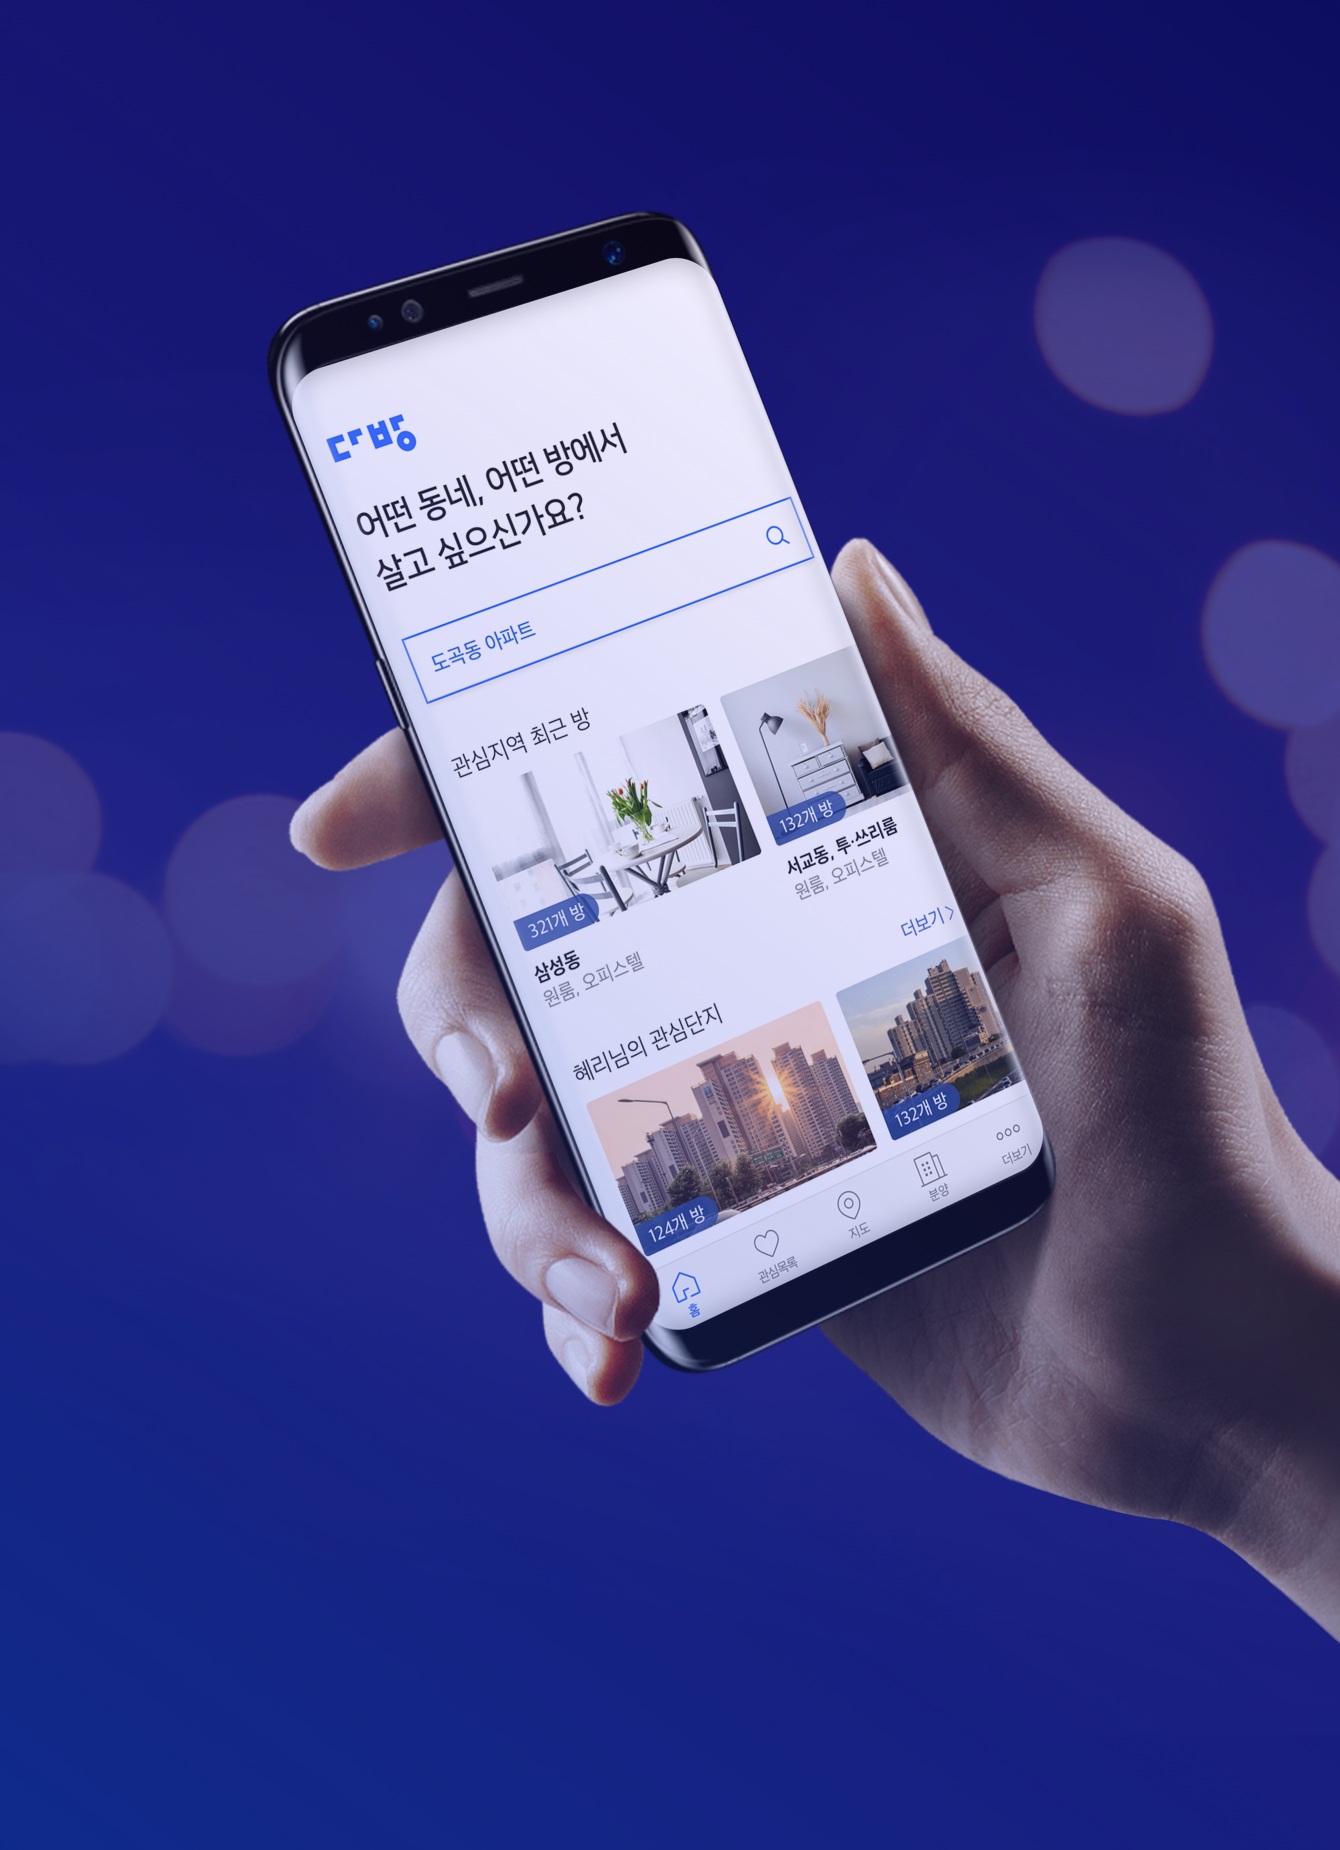 다방
어떤 동네, 어떤 방에서
살고 싶으신가요?
도곡동 아파트
관심지역 최근 방
321개 방
삼성동
원룸, 오피스텔
132개 방
서교동, 투·쓰리룸
원룸, 오피스텔
더보기
혜리님의 관심단지
124개 방
132개 방
홈
관심목록
지도
분양
더보기